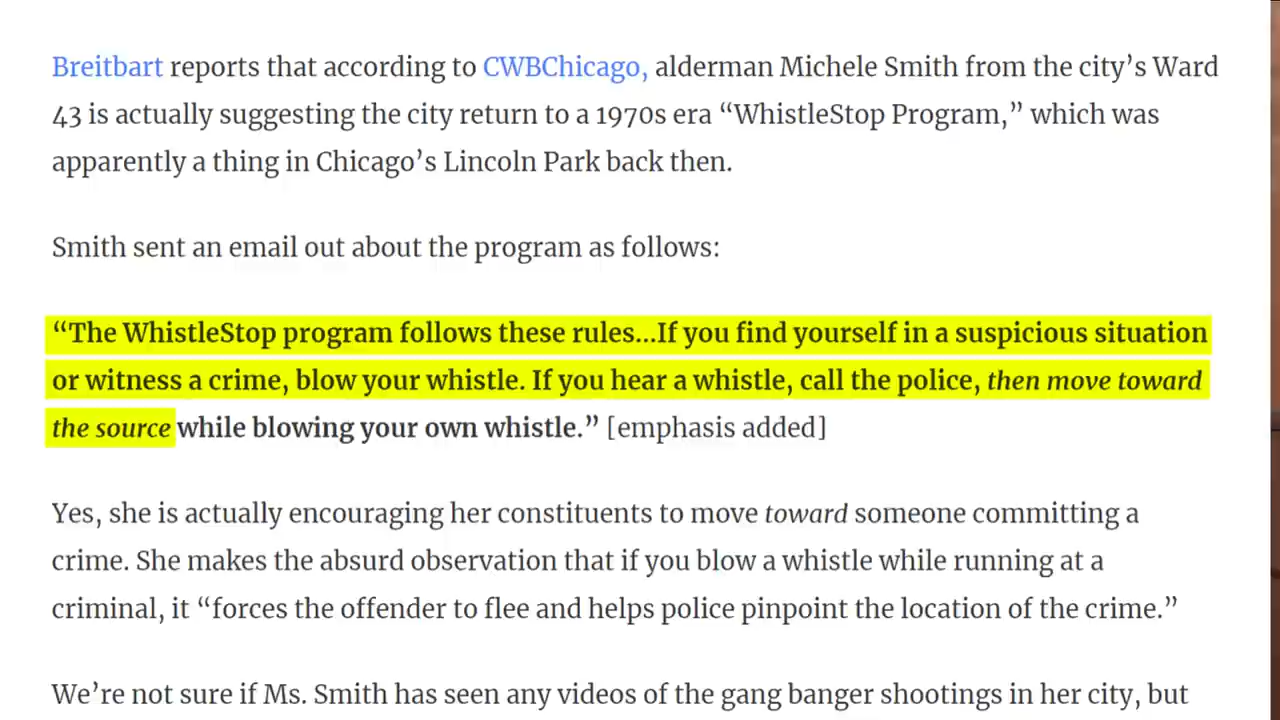 Breitbart reports that according to CWBChicago, alderman Michele Smith from the city’s Ward
43 is actually suggesting the city return to a 1970s era “WhistleStop Program,” which was
apparently a thing in Chicago’s Lincoln Park back then.
Smith sent an email out about the program as follows:
“The WhistleStop program follows these rules...If you find yourself in a suspicious situation
or witness a crime, blow your whistle. If you hear a whistle, call the police, then move toward
the source while blowing your own whistle.” [emphasis added]
Yes, she is actually encouraging her constituents to move toward someone committing a
crime. She makes the absurd observation that if you blow a whistle while running at a
criminal, it “forces the offender to flee and helps police pinpoint the location of the crime.”
We’re not sure if Ms. Smith has seen any videos of the gang banger shootings in her city, but